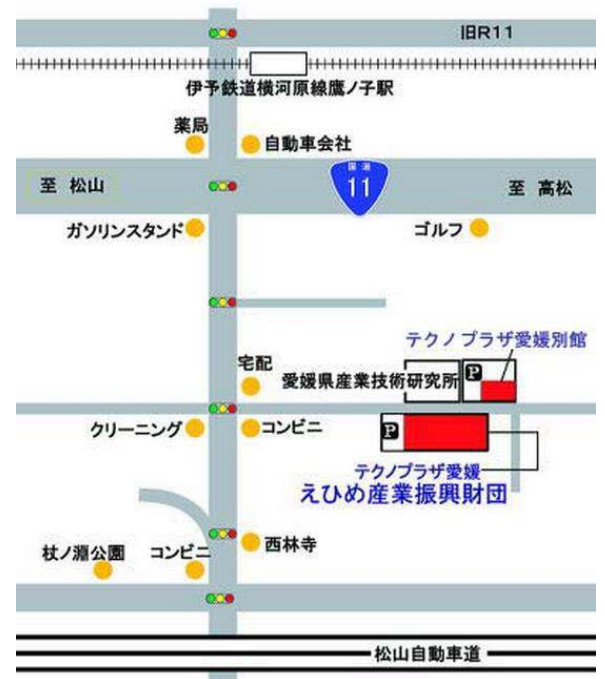 旧R11
伊予鉄道横河原線鷹ノ子駅
薬局
自動車会社
至 松山
国道
11
至 高松
ガソリンスタンド
ゴルフ
テクノプラザ愛媛別館
宅配
愛媛県産業技術研究所
P
クリーニング
コンビニ
P
テクノプラザ愛媛
えひめ産業振興財団
杖ノ淵公園
コンビニ
西林寺
松山自動車道